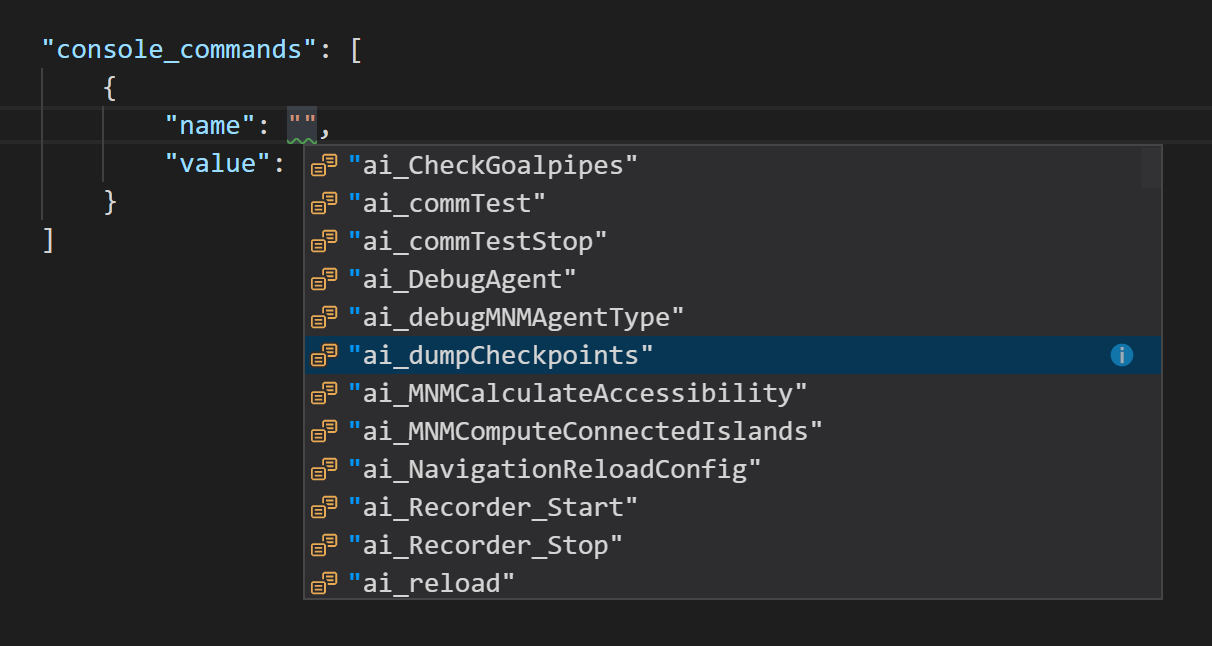 "console_commands": [
{
"name": "",
"value":
}
]
"ai_CheckGoalpipes"
"ai_commTest"
"ai_commTestStop"
"ai_DebugAgent"
"ai_debugMNMAgentType"
"ai_dumpCheckpoints"
"ai_MNMCalculateAccessibility"
"ai_MNMComputeConnectedIslands"
"ai_NavigationReloadConfig"
"ai_Recorder_Start"
"ai_Recorder_Stop"
"ai_reload"